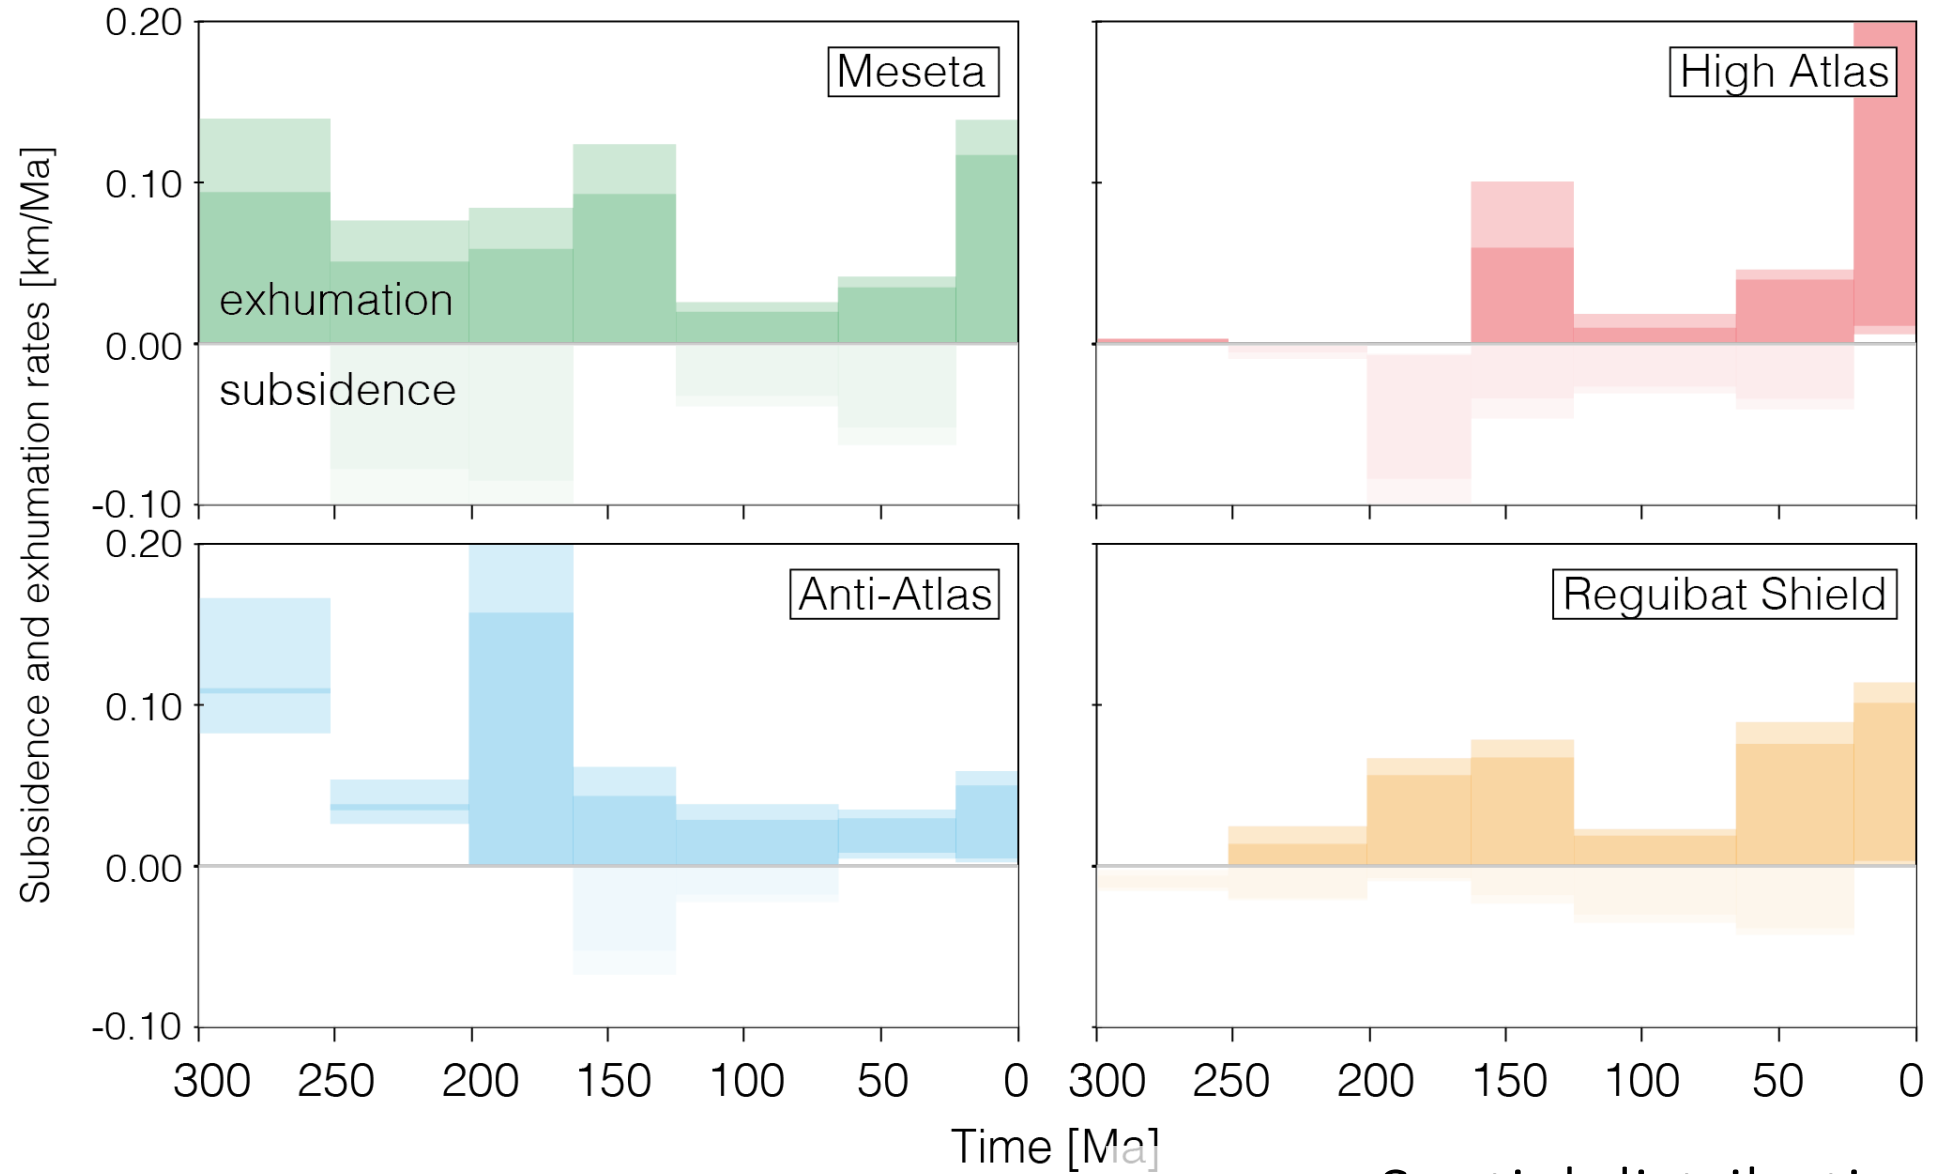 Subsidence and exhumation rates [km/Ma]
0.20
0.10
0.00
-0.10
Meseta
exhumation
subsidence
High Atlas
0.20
0.10
0.00
-0.10
Anti-Atlas
Reguibat Shield
300 250 200 150 100 50 0
300 250 200 150 100 50 0
Time [Ma]